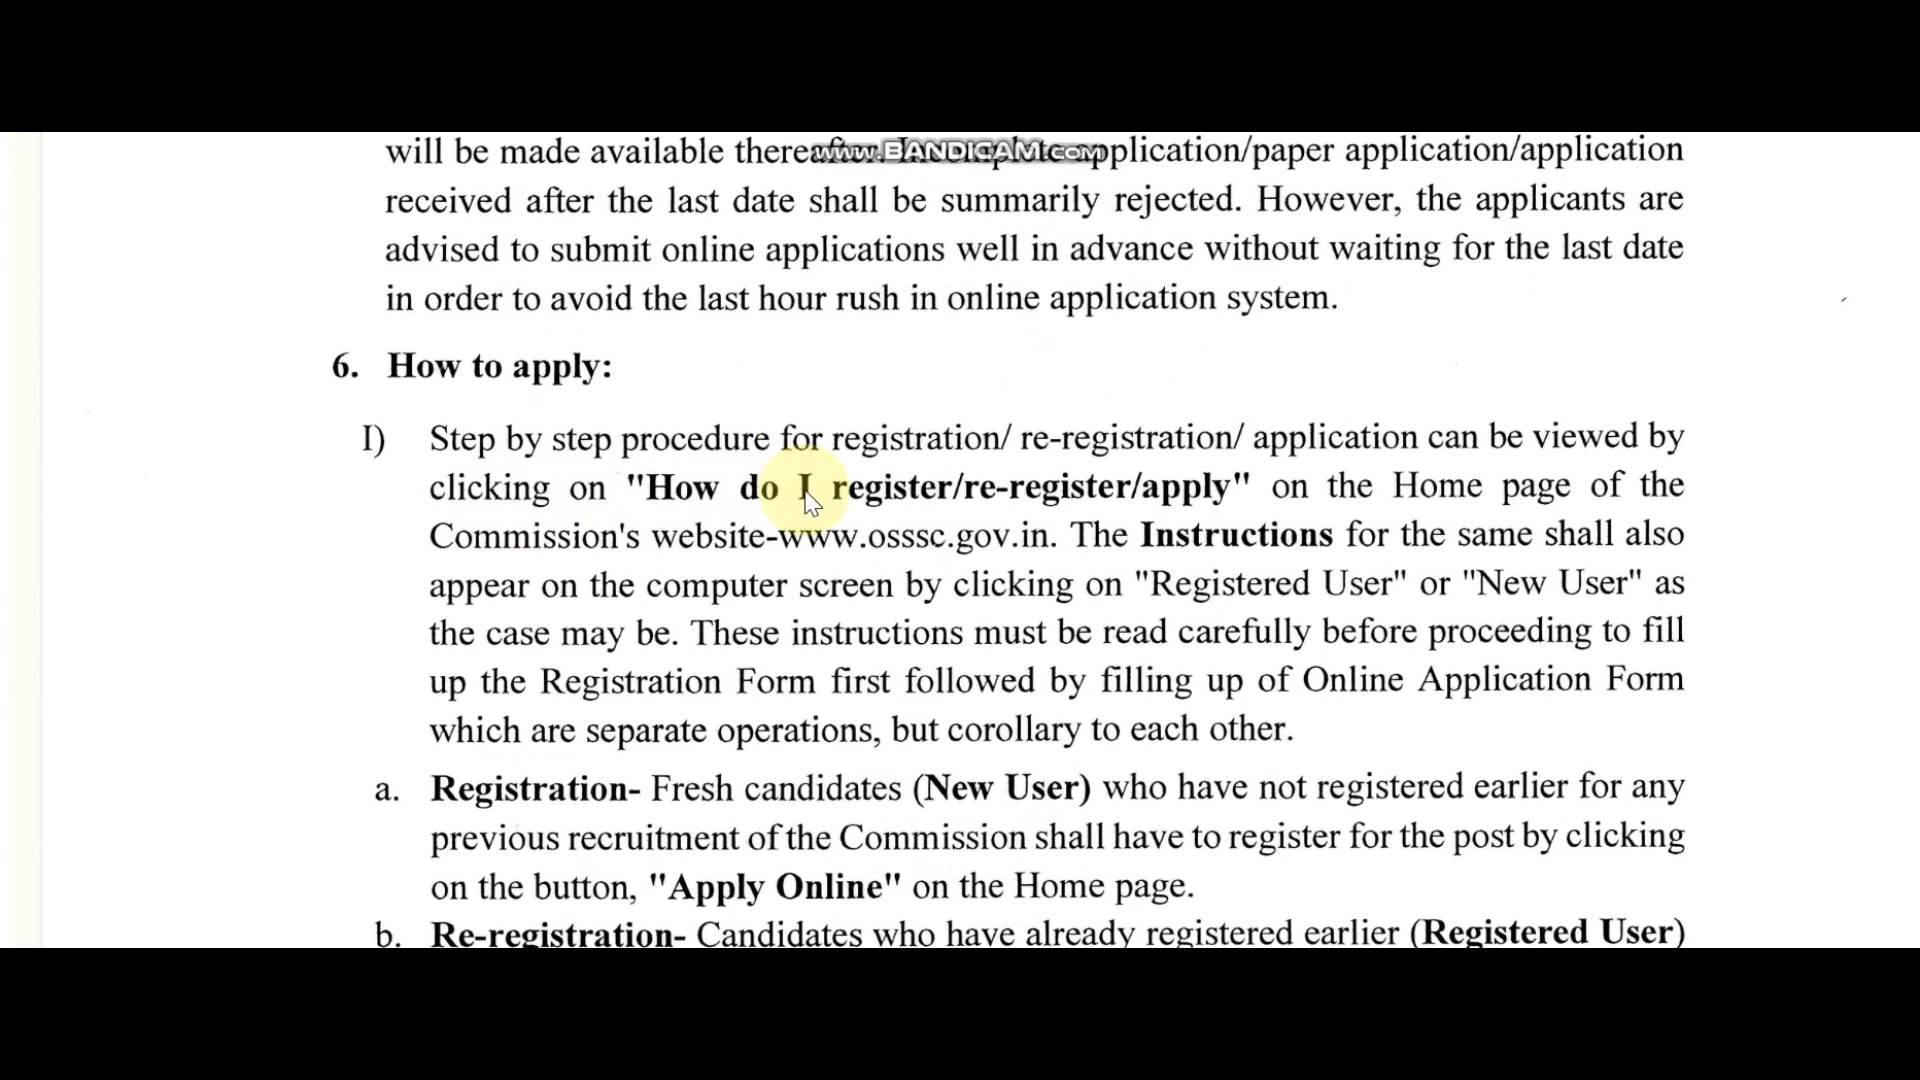 will be made available thereafter. Incomplete application/paper application/application
www.BANDICAM.com
received after the last date shall be summarily rejected. However, the applicants are
advised to submit online applications well in advance without waiting for the last date
in order to avoid the last hour rush in online application system.
6. How to apply:
I) Step by step procedure for registration/ re-registration/ application can be viewed by
clicking on "How do I register/re-register/apply" on the Home page of the
Commission's website-www.osssc.gov.in. The Instructions for the same shall also
appear on the computer screen by clicking on "Registered User" or "New User" as
the case may be. These instructions must be read carefully before proceeding to fill
up the Registration Form first followed by filling up of Online Application Form
which are separate operations, but corollary to each other.
a. Registration- Fresh candidates (New User) who have not registered earlier for any
previous recruitment of the Commission shall have to register for the post by clicking
on the button, "Apply Online" on the Home page.
b. Re-registration- Candidates who have already registered earlier (Registered User)